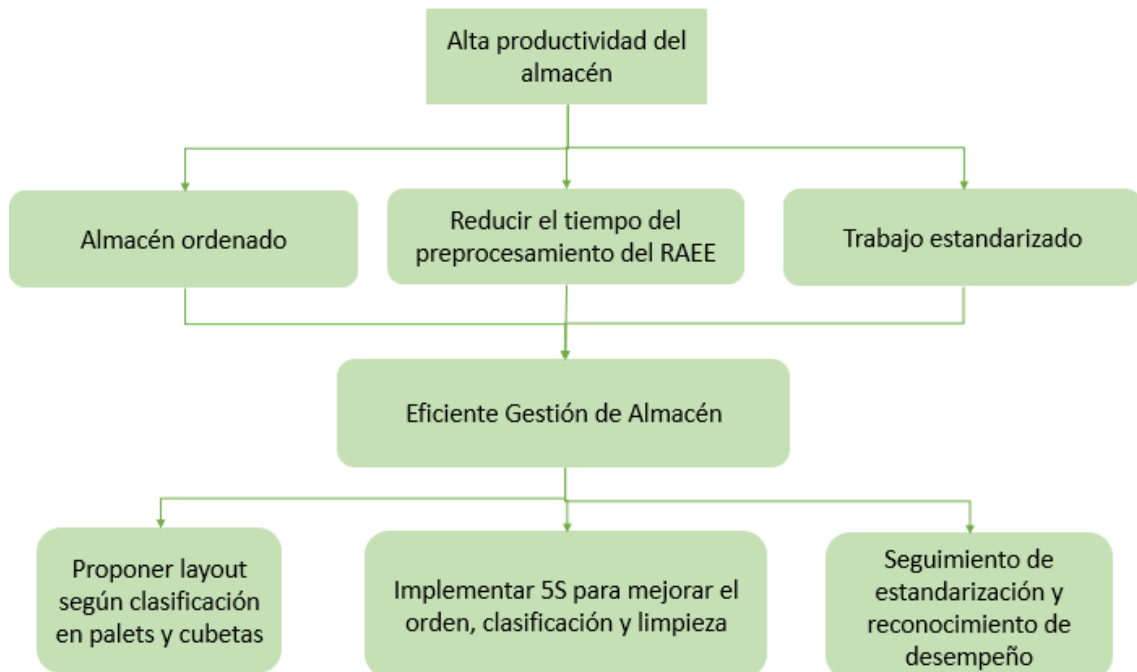 Alta productividad del
almacén
Almacén ordenado
Reducir el tiempo del
preprocesamiento del RAEE
Trabajo estandarizado
Eficiente Gestión de Almacén
Proponer layout
según clasificación
en palets y cubetas
Implementar 5S para mejorar el
orden, clasificación y limpieza
Seguimiento de
estandarización y
reconocimiento de
desempeño